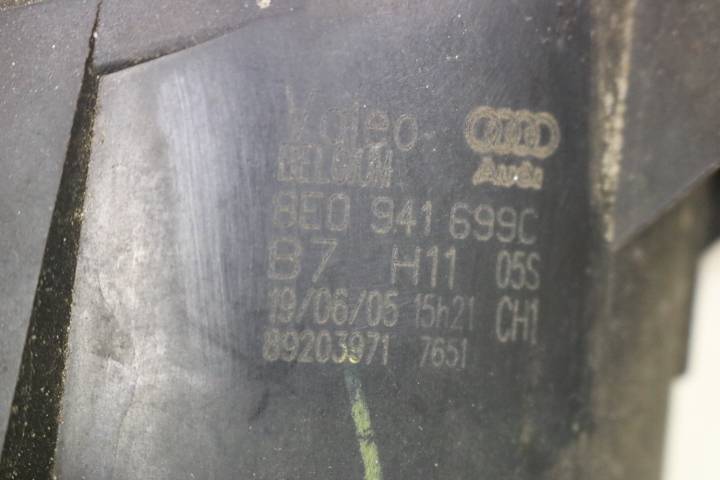 Valeo
BELGIUM Audi
8E0 941 699C
B7 H11 05S
19/06/05 15h21 CH1
89203971 7651